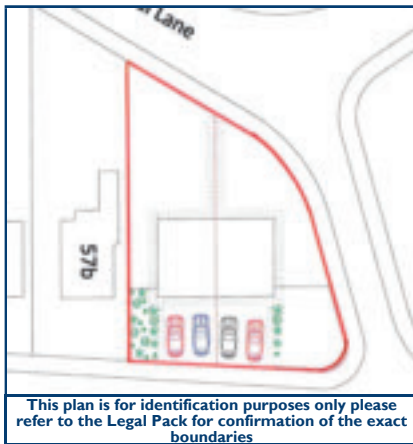 Lane
57b
This plan is for identification purposes only please
refer to the Legal Pack for confirmation of the exact
boundaries